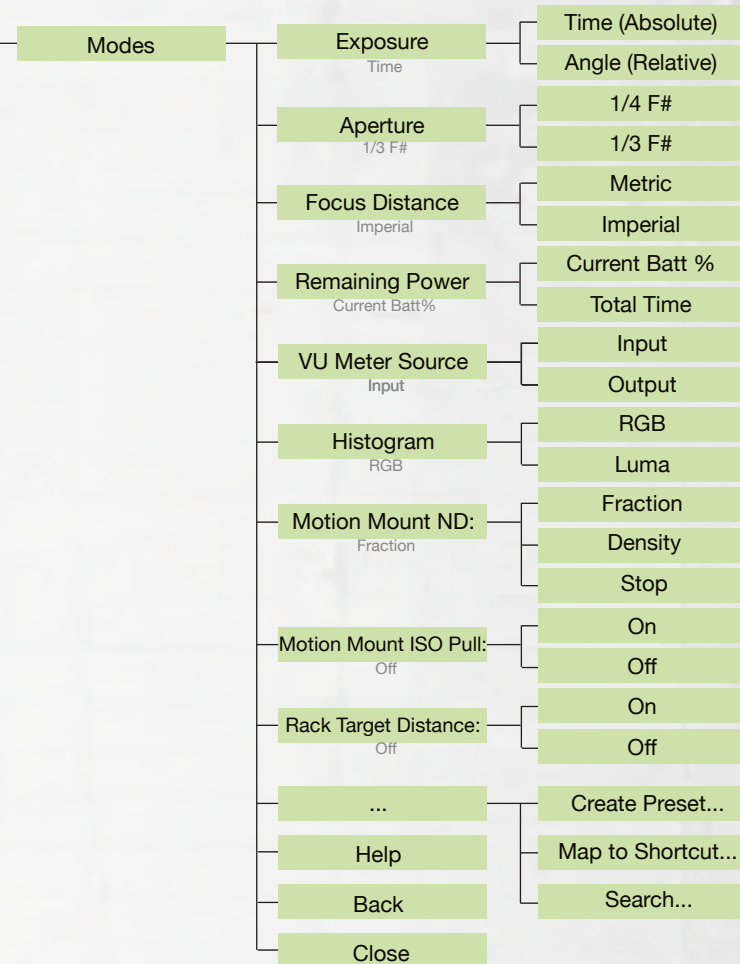 Modes
Exposure
Time
Time (Absolute)
Angle (Relative)
Aperture
1/3 F#
1/4 F#
1/3 F#
Focus Distance
Imperial
Metric
Imperial
Remaining Power
Current Batt%
Current Batt %
Total Time
VU Meter Source
Input
Input
Output
Histogram
RGB
RGB
Luma
Motion Mount ND:
Fraction
Fraction
Density
Stop
Motion Mount ISO Pull:
Off
On
Off
Rack Target Distance:
Off
On
Off
...
Create Preset...
Map to Shortcut...
Search...
Help
Back
Close